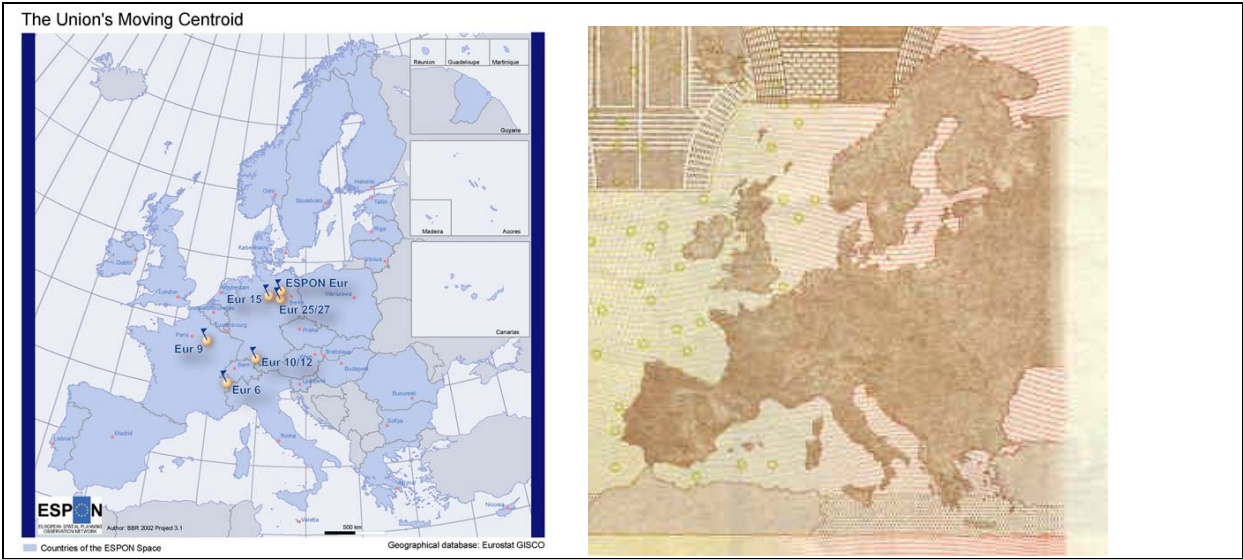 The Union's Moving Centroid
Réunion
Guadeloupe
Martinique
Guyane
Madeira
Acores
Canarias
Oslo
Helsinki
Stockholm
Tallin
Riga
København
Vilnius
Dublin
London
Amsterdam
ESPON Eur
Eur 15
Berlin
Warszawa
Eur 25/27
Luxembourg
Praha
Paris
Eur 9
Bratislava
Eur 10/12
Bern
Budapest
Ljubljana
Eur 6
Bucuresti
Sofiya
Madrid
Lisboa
Roma
Nicosia
Valetta
ESPON
EUROPEAN SPATIAL PLANNING
OBSERVATION NETWORK
Author: BBR 2002 Projed 3.1
500 km
Countries of the ESPON Space
Geographical database: Eurostat GISCO